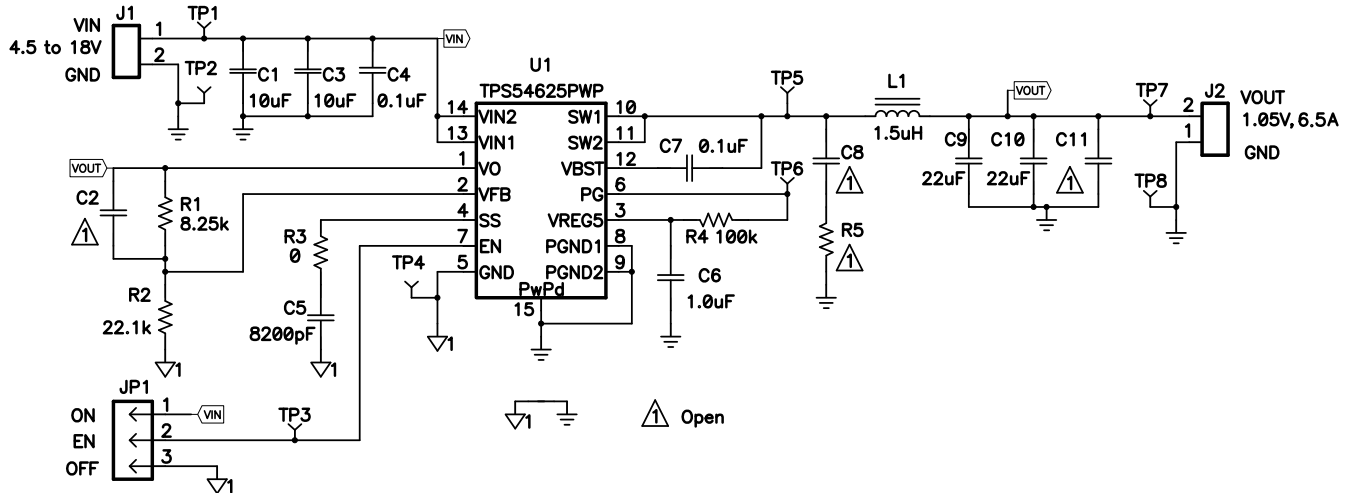 J1
TP1
VIN
4.5 to 18V
GND
1
2
TP2
C1
10uF
C3
10uF
C4
0.1uF
VIN
U1
TPS54625PWP
14
VIN2
13
VIN1
1
VO
2
VFB
4
SS
7
EN
5
GND
PwPd
15
10
SW1
11
SW2
12
VBST
6
PG
3
VREG5
8
PGND1
9
PGND2
VOUT
C2
1
R1
8.25k
R2
22.1k
1
R3
0
C5
8200pF
1
TP4
1
C7
0.1uF
TP5
TP6
R4
100k
C6
1.0uF
C8
1
R5
1
L1
1.5uH
VOUT
C9
22uF
C10
22uF
C11
1
TP7
TP8
J2
2
1
VOUT
1.05V, 6.5A
GND
JP1
ON
EN
OFF
1
2
3
VIN
TP3
1
1
1
Open